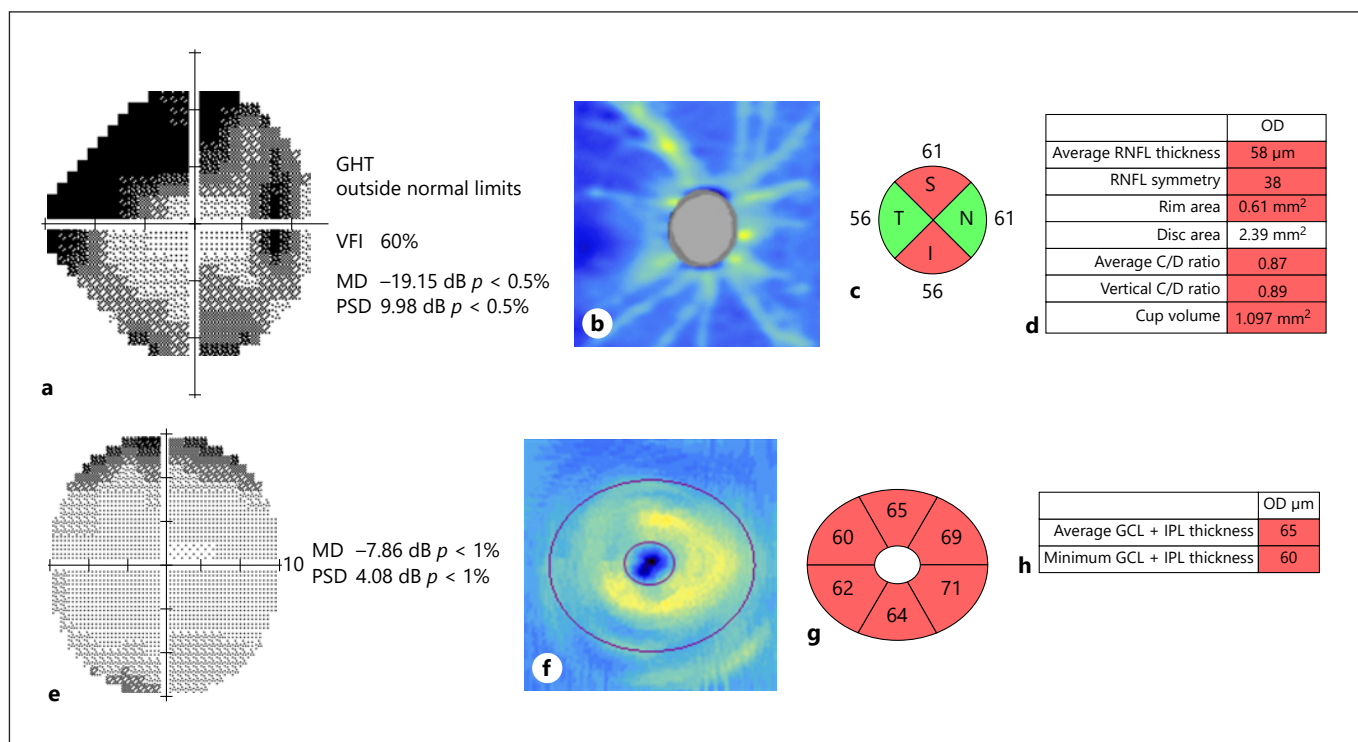 GHT
outside normal limits
VFI 60%
MD –19.15 dB p < 0.5%
PSD 9.98 dB p < 0.5%
a
b
61
S
56 T N 61
I
56
c
OD
Average RNFL thickness 58 µm
RNFL symmetry 38
Rim area 0.61 mm²
Disc area 2.39 mm²
Average C/D ratio 0.87
Vertical C/D ratio 0.89
Cup volume 1.097 mm²
d
10
MD –7.86 dB p < 1%
PSD 4.08 dB p < 1%
e
f
65
60 69
62 71
64
g
OD µm
Average GCL + IPL thickness 65
Minimum GCL + IPL thickness 60
h